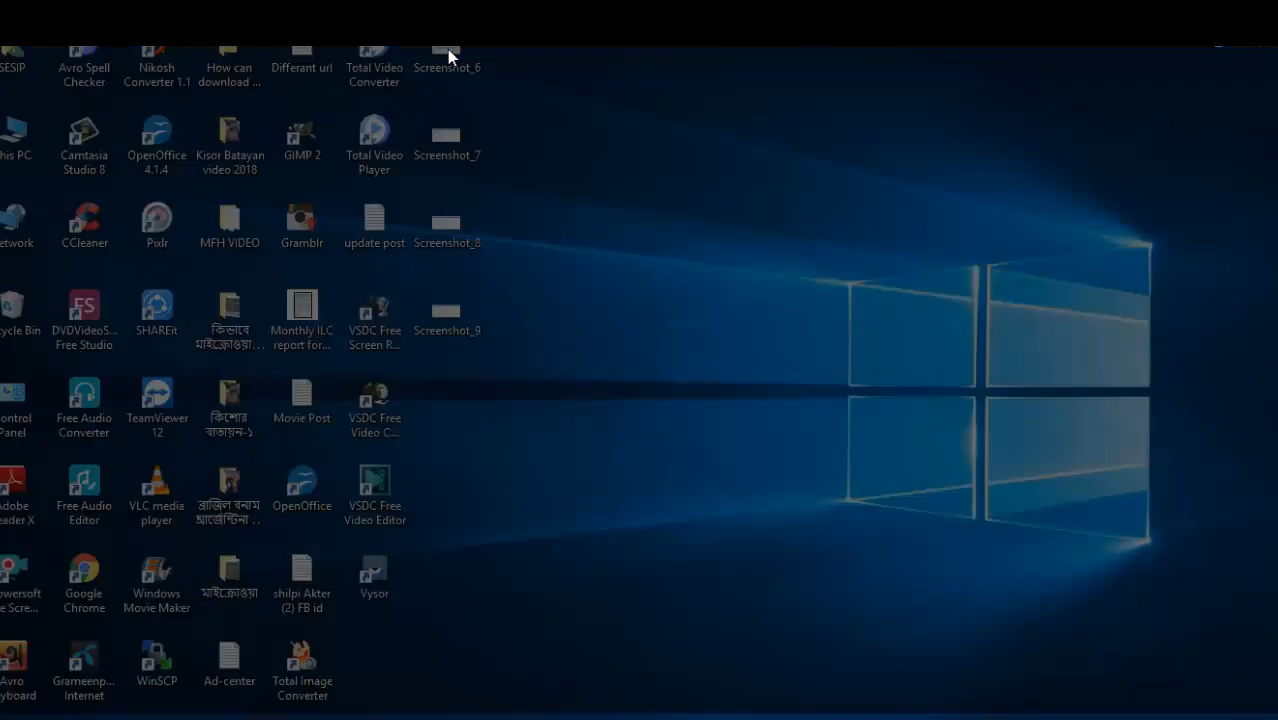 SESIP
Avro Spell
Checker
Nikosh
Converter 1.1
How can
download ...
Differant url
Total Video
Converter
Screenshot_6
his PC
Camtasia
Studio 8
OpenOffice
4.1.4
Kisor Batayan
video 2018
GIMP 2
Total Video
Player
Screenshot_7
etwork
CCleaner
Pixlr
MFH VIDEO
Gramblr
update post
Screenshot_8
ycle Bin
DVDVideoS...
Free Studio
SHAREit
কিভাবে
মাইক্রোওয়া...
Monthly ILC
report for...
VSDC Free
Screen R...
Screenshot_9
ontrol
Panel
Free Audio
Converter
TeamViewer
12
কিশোর
বাতায়ন-১
Movie Post
VSDC Free
Video C...
Adobe
eader X
Free Audio
Editor
VLC media
player
ব্রাজিল বনাম
আর্জেন্টিনা ..
OpenOffice
VSDC Free
Video Editor
owersoft
e Scre...
Google
Chrome
Windows
Movie Maker
মাইক্রোওয়া
shilpi Akter
(2) FB id
Vysor
Avro
yboard
Grameenp...
Internet
WinSCP
Ad-center
Total Image
Converter